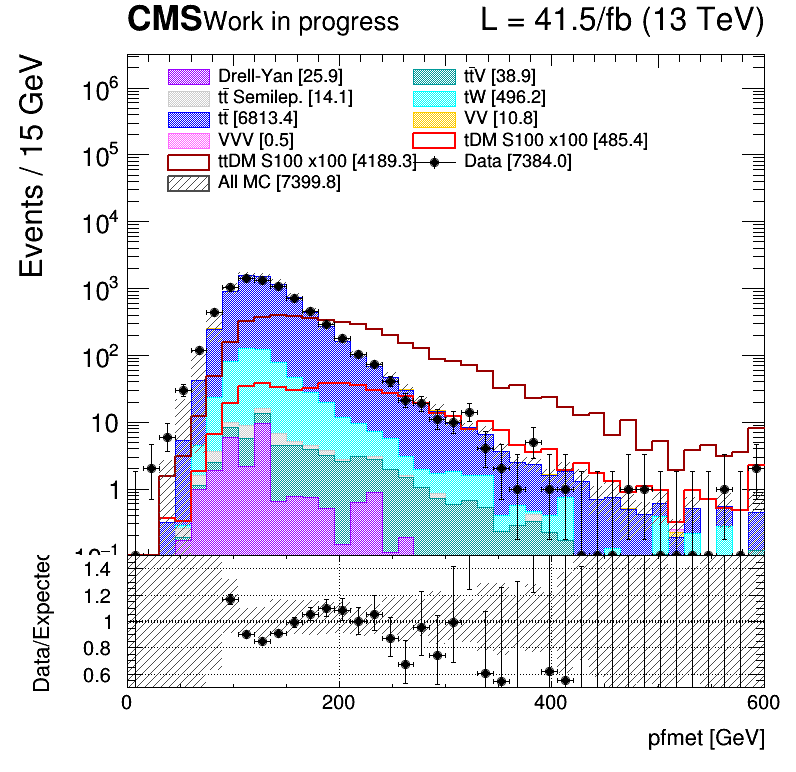 CMS Work in progress L = 41.5/fb (13 TeV)
Events / 15 GeV
Drell-Yan [25.9]
tt̄V [38.9]
tt̄ Semilep. [14.1]
tW [496.2]
tt̄ [6813.4]
VV [10.8]
VVV [0.5]
tDM S100 x100 [485.4]
ttDM S100 x100 [4189.3]
Data [7384.0]
All MC [7399.8]
10⁶
10⁵
10⁴
10³
10²
10
1
10⁻¹
Data/Expected
1.4
1.2
1
0.8
0.6
0 200 400 600
pfmet [GeV]